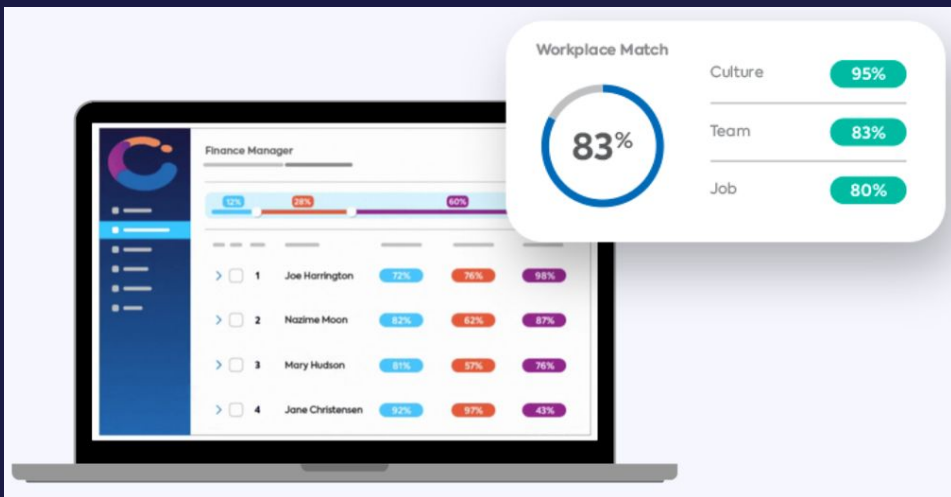 Workplace Match
83%
Culture 95%
Team 83%
Job 80%
Finance Manager
12% 28% 60%
1 Joe Harrington 72% 76% 98%
2 Nazime Moon 82% 62% 87%
3 Mary Hudson 81% 57% 76%
4 Jane Christensen 92% 97% 43%